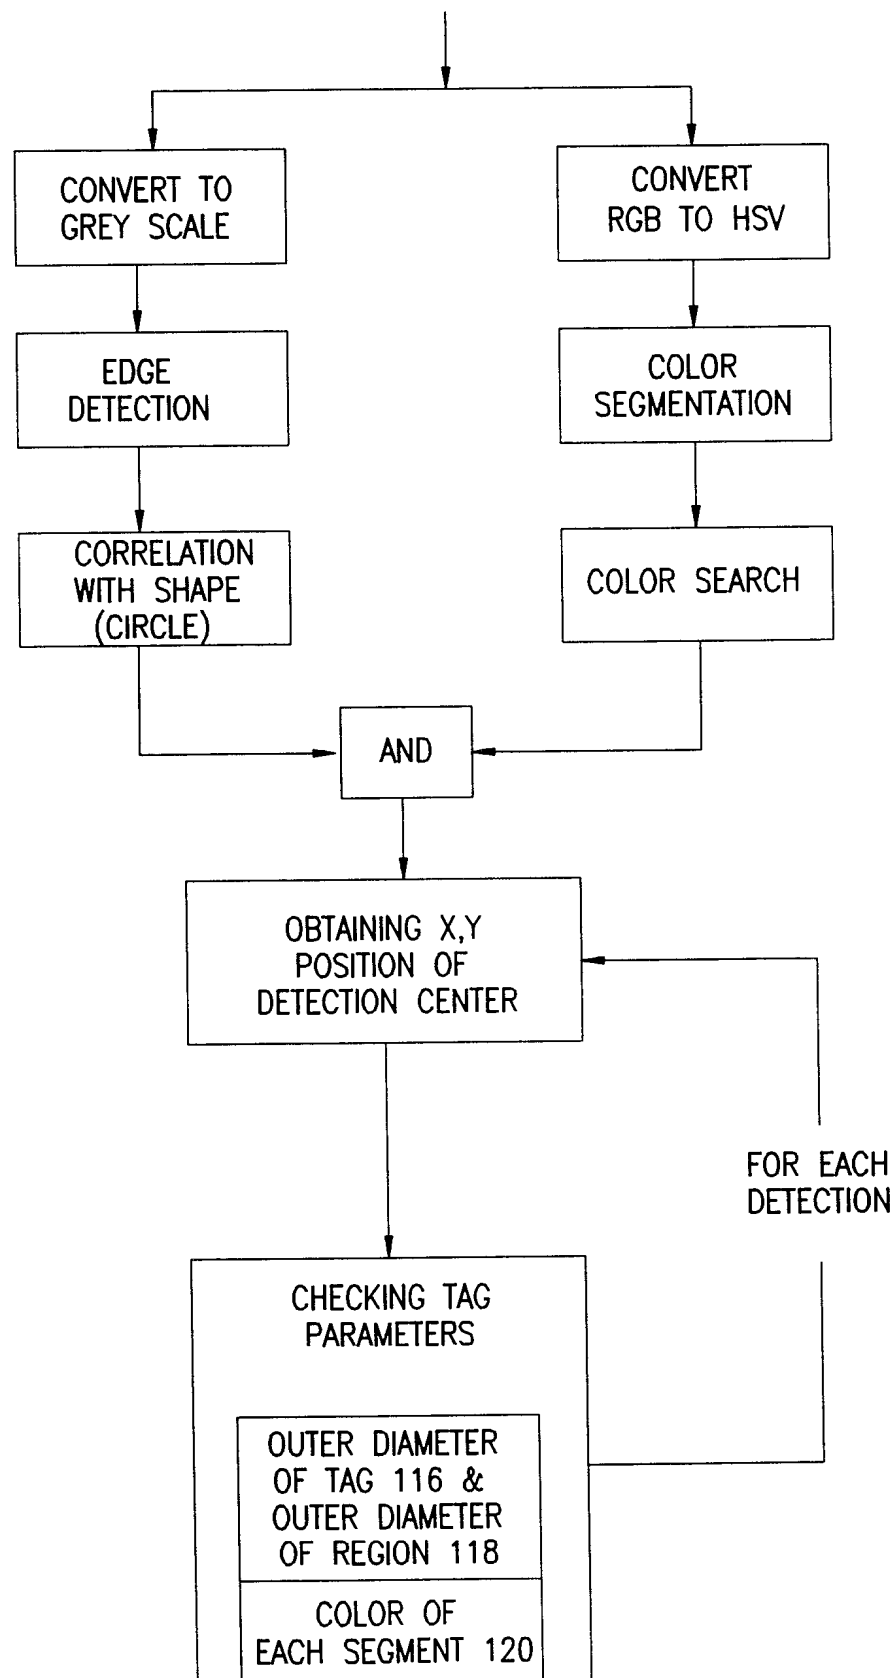 CONVERT TO
GREY SCALE
CONVERT
RGB TO HSV
EDGE
DETECTION
COLOR
SEGMENTATION
CORRELATION
WITH SHAPE
(CIRCLE)
COLOR SEARCH
AND
OBTAINING X,Y
POSITION OF
DETECTION CENTER
FOR EACH
DETECTION
CHECKING TAG
PARAMETERS
OUTER DIAMETER
OF TAG 116 &
OUTER DIAMETER
OF REGION 118
COLOR OF
EACH SEGMENT 120